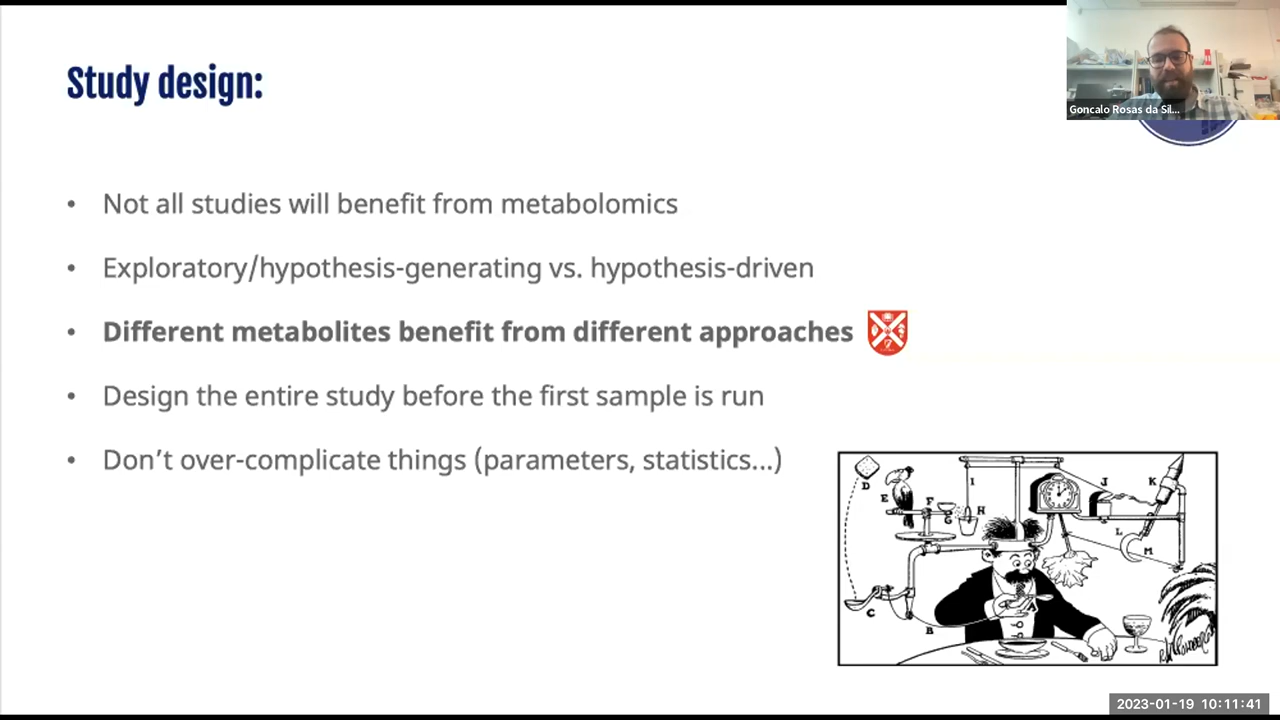 Study design:
Goncalo Rosas da Sil...
• Not all studies will benefit from metabolomics
• Exploratory/hypothesis-generating vs. hypothesis-driven
• Different metabolites benefit from different approaches
• Design the entire study before the first sample is run
• Don’t over-complicate things (parameters, statistics...)
D
E
F
G
I
H
J
K
L
M
C
B
A
2023-01-19 10:11:41